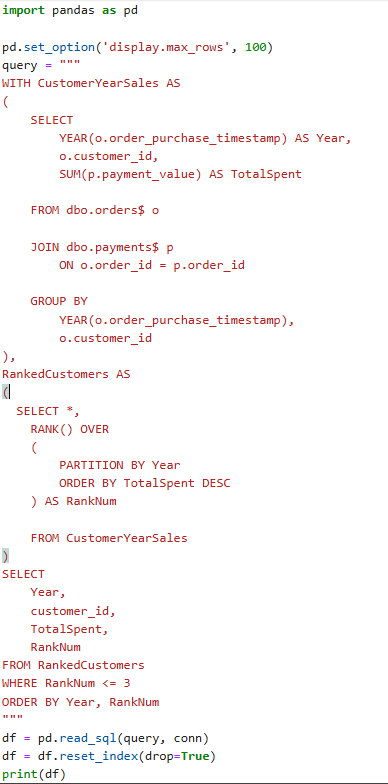 import pandas as pd
pd.set_option('display.max_rows', 100)
query = """
WITH CustomerYearSales AS
(
    SELECT
        YEAR(o.order_purchase_timestamp) AS Year,
        o.customer_id,
        SUM(p.payment_value) AS TotalSpent
    FROM dbo.orders$ o
    JOIN dbo.payments$ p
        ON o.order_id = p.order_id
    GROUP BY
        YEAR(o.order_purchase_timestamp),
        o.customer_id
),
RankedCustomers AS
(
  SELECT *,
    RANK() OVER
    (
        PARTITION BY Year
        ORDER BY TotalSpent DESC
    ) AS RankNum
    FROM CustomerYearSales
)
SELECT
    Year,
    customer_id,
    TotalSpent,
    RankNum
FROM RankedCustomers
WHERE RankNum <= 3
ORDER BY Year, RankNum
"""
df = pd.read_sql(query, conn)
df = df.reset_index(drop=True)
print(df)